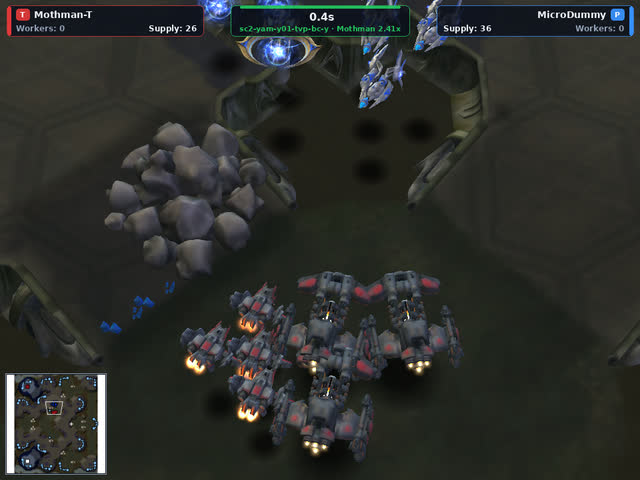 T Mothman-T
Workers: 0 Supply: 26
0.4s
sc2-yam-y01-tvp-bc-y · Mothman 2.41x
MicroDummy P
Supply: 36 Workers: 0